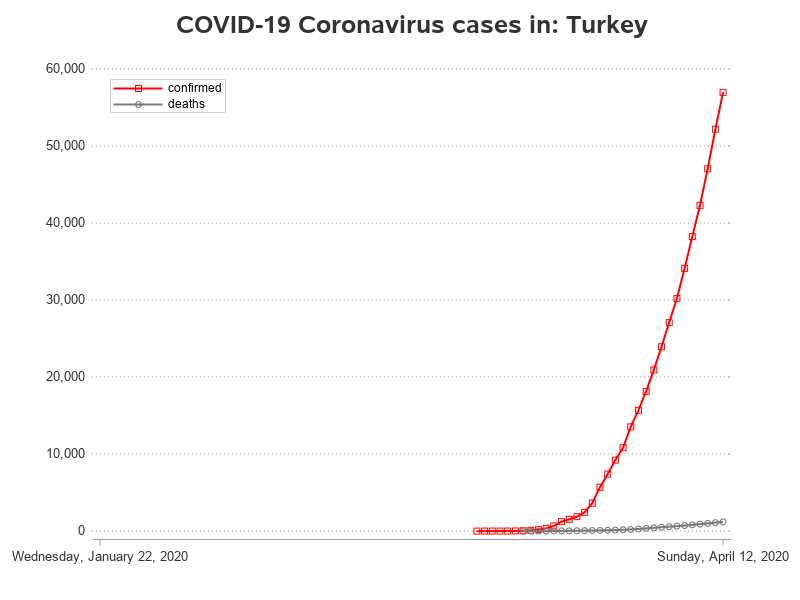 COVID-19 Coronavirus cases in: Turkey
60,000
confirmed
deaths
50,000
40,000
30,000
20,000
10,000
0
Wednesday, January 22, 2020
Sunday, April 12, 2020